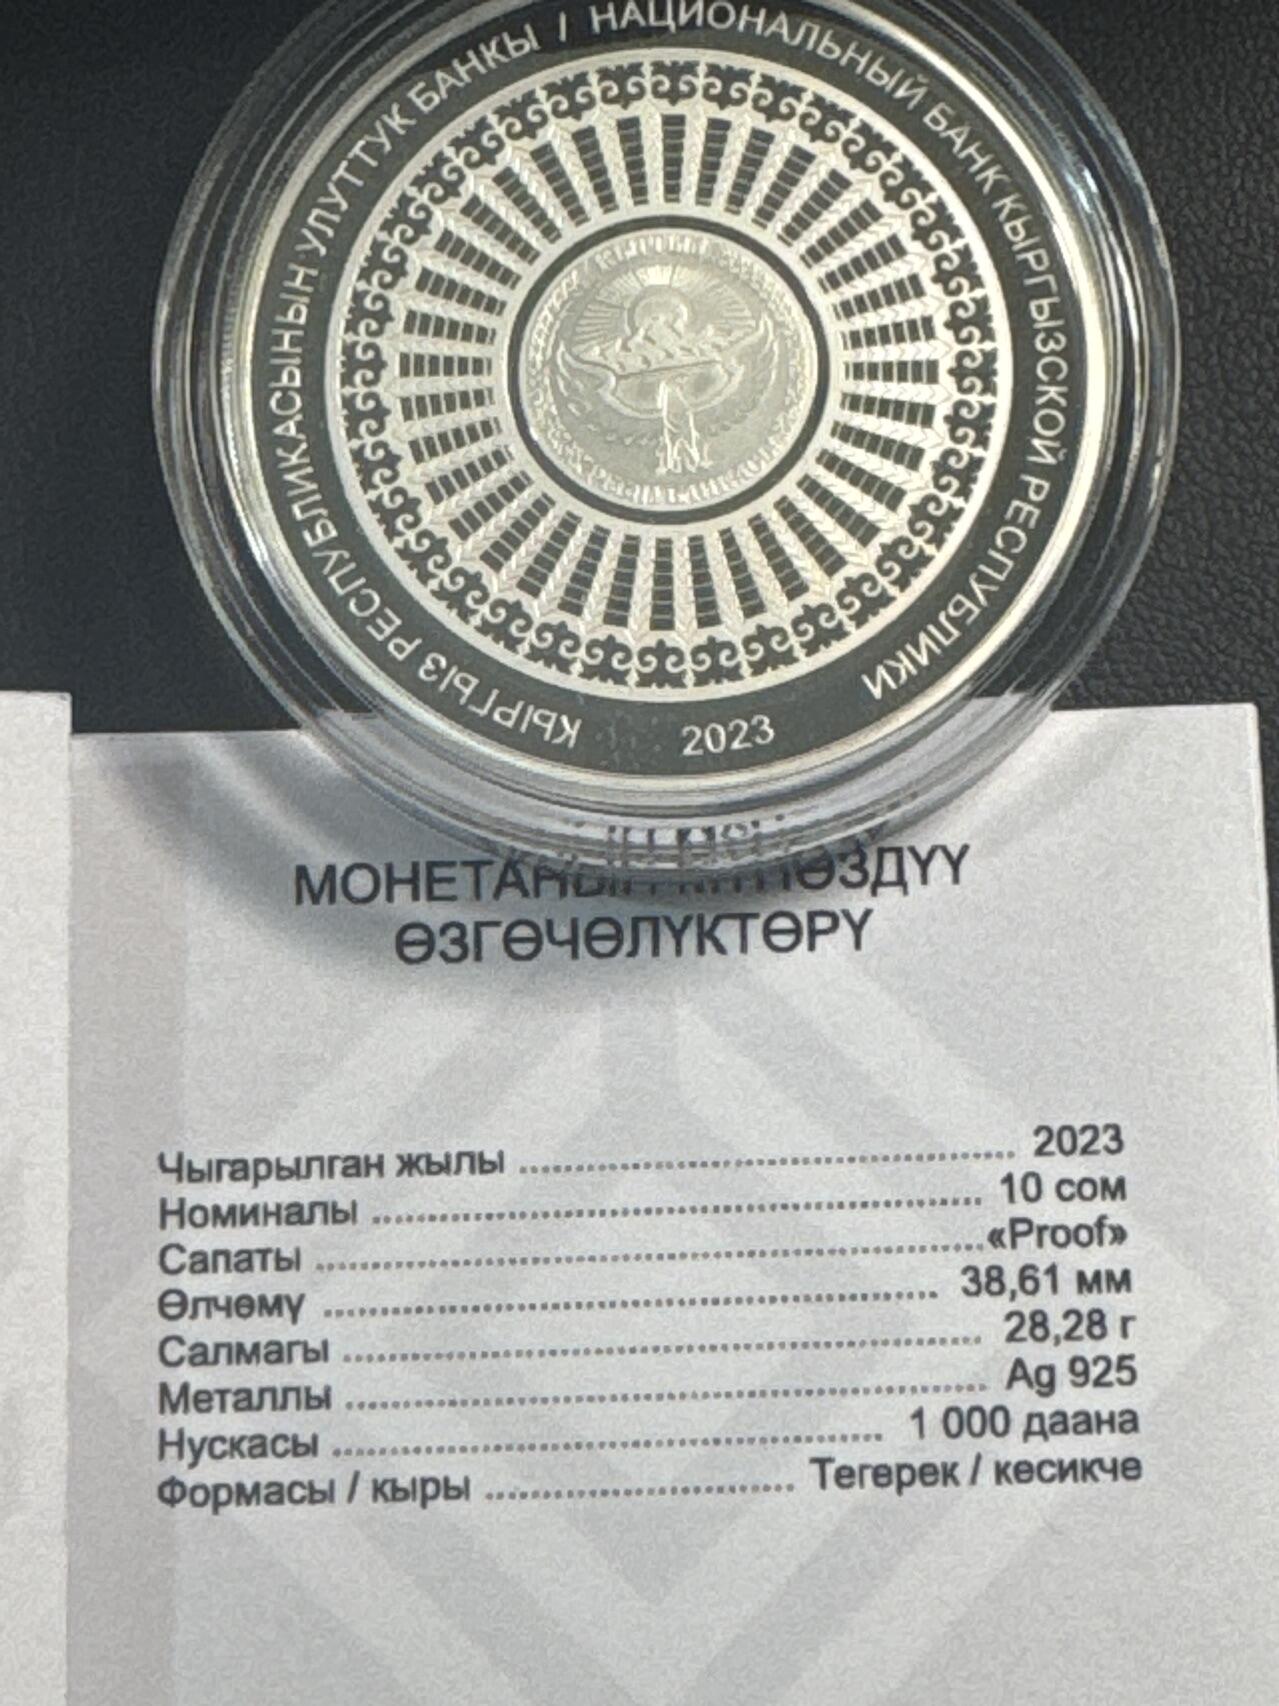 КЫРГЫЗ РЕСПУБЛИКАСЫНЫН УЛУТТУК БАНКЫ / НАЦИОНАЛЬНЫЙ БАНК КЫРГЫЗСКОЙ РЕСПУБЛИКИ
2023
ӨЗГӨЧӨЛҮКТӨРҮ
Чыгарылган жылы ........ 2023
Номиналы ........ 10 сом
Сапаты ........ «Proof»
Өлчөмү ........ 38,61 мм
Салмагы ........ 28,28 г
Металлы ........ Ag 925
Нускасы ........ 1 000 даана
Формасы / кыры ........ Тегерек / кесикче